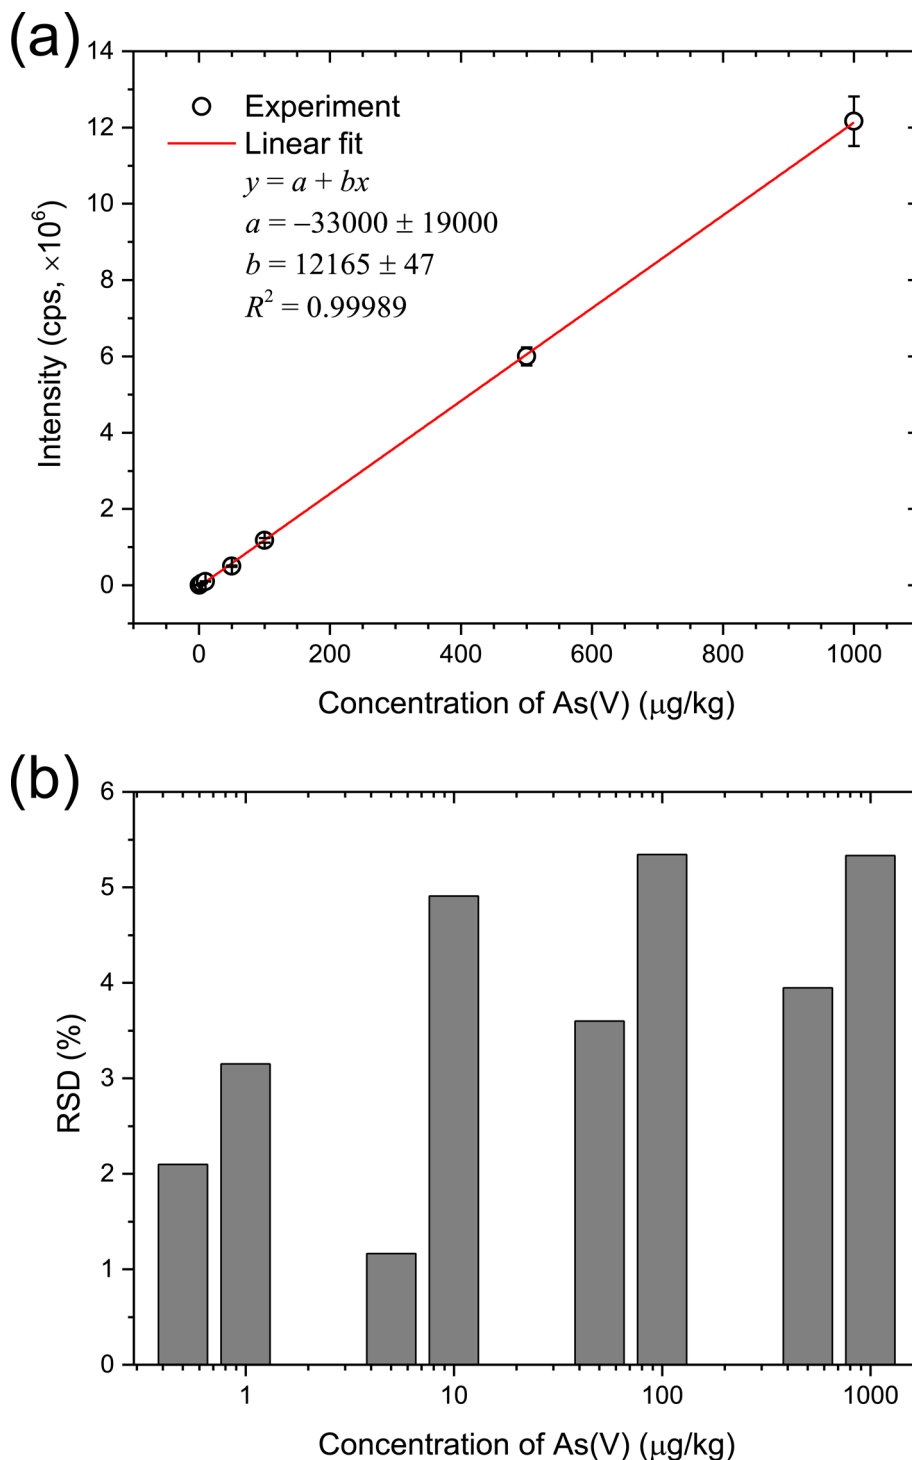 (a)
14
12
10
8
6
4
2
0
Intensity (cps, ×10⁶)
Experiment
Linear fit
y = a + bx
a = –33000 ± 19000
b = 12165 ± 47
R² = 0.99989
0 200 400 600 800 1000
Concentration of As(V) (μg/kg)
(b)
6
5
4
3
2
1
0
RSD (%)
1 10 100 1000
Concentration of As(V) (μg/kg)